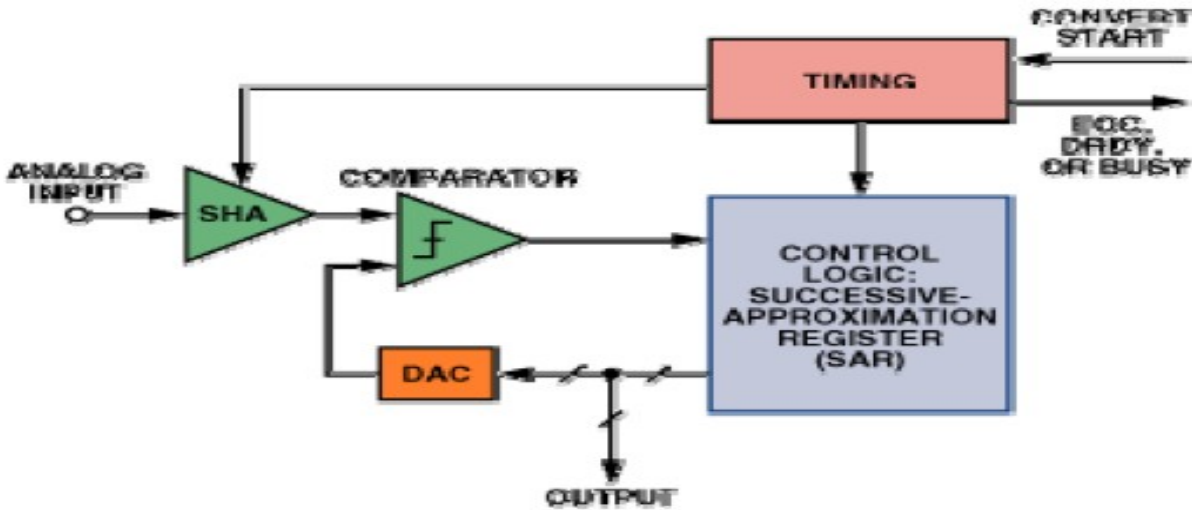 CONVERT
START
TIMING
EOC,
DRDY,
OR BUSY
ANALOG
INPUT
COMPARATOR
SHA
CONTROL
LOGIC:
SUCCESSIVE-
APPROXIMATION
REGISTER
(SAR)
DAC
OUTPUT